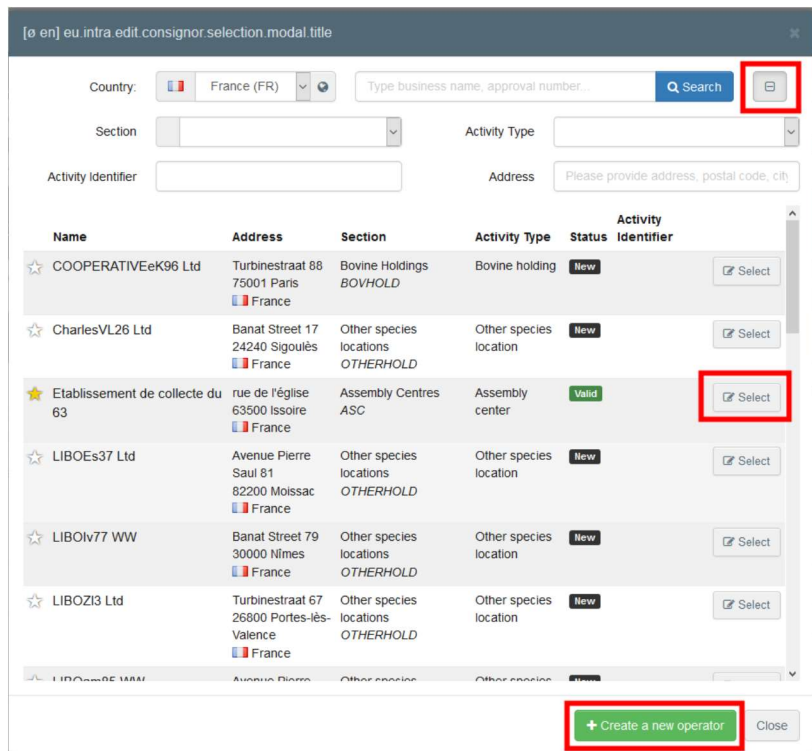 [ø en] eu.intra.edit.consignor.selection.modal.title
Country: France (FR) Type business name, approval number... Search
Section Activity Type
Activity Identifier Address Please provide address, postal code, city
Name Address Section Activity Type Status Activity Identifier
COOPERATIVEeK96 Ltd Turbinestraat 88 Bovine Holdings Bovine holding New Select
75001 Paris BOVHOLD
France
CharlesVL26 Ltd Banat Street 17 Other species Other species New Select
24240 Sigoulès locations location
France OTHERHOLD
Etablissement de collecte du rue de l'église Assembly Centres Assembly Valid Select
63 63500 Issoire ASC center
France
LIBOEs37 Ltd Avenue Pierre Other species Other species New Select
Saul 81 locations location
82200 Moissac OTHERHOLD
France
LIBOIv77 WW Banat Street 79 Other species Other species New Select
30000 Nîmes locations location
France OTHERHOLD
LIBOZI3 Ltd Turbinestraat 67 Other species Other species New Select
26800 Portes-lès- locations location
Valence OTHERHOLD
France
Avenue Pierre Other species Other species New
+ Create a new operator Close